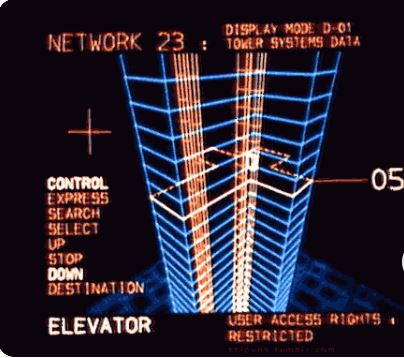 NETWORK 23 :
DISPLAY MODE D-01
TOWER SYSTEMS DATA
05
CONTROL
EXPRESS
SEARCH
SELECT
UP
STOP
DOWN
DESTINATION
ELEVATOR
USER ACCESS RIGHTS :
RESTRICTED